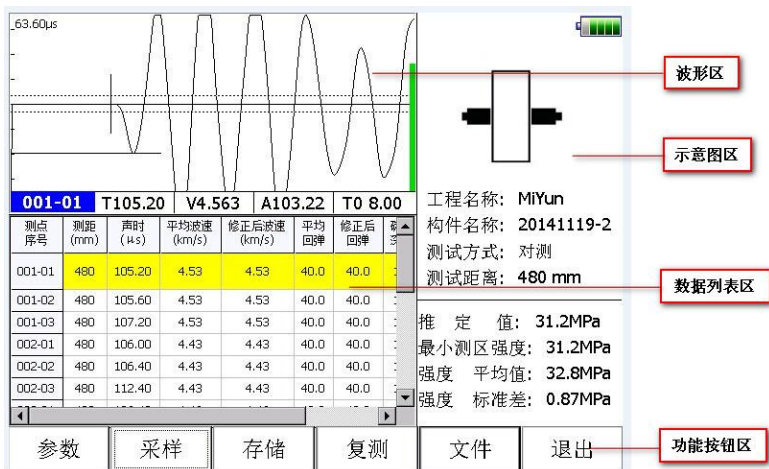 63.60µs
波形区
示意图区
001-01 T105.20 V4.563 A103.22 T0 8.00
工程名称: MiYun
构件名称: 20141119-2
测试方式: 对测
测试距离: 480 mm
数据列表区
测点序号 测距(mm) 声时(μs) 平均波速(km/s) 修正后波速(km/s) 平均回弹 修正后回弹
001-01 480 105.20 4.53 4.53 40.0 40.0
001-02 480 105.60 4.53 4.53 40.0 40.0
001-03 480 107.20 4.53 4.53 40.0 40.0
002-01 480 106.00 4.43 4.43 40.0 40.0
002-02 480 106.40 4.43 4.43 40.0 40.0
002-03 480 112.40 4.43 4.43 40.0 40.0
推 定 值: 31.2MPa
最小测区强度: 31.2MPa
强度 平均值: 32.8MPa
强度 标准差: 0.87MPa
参数 采样 存储 复测 文件 退出
功能按钮区